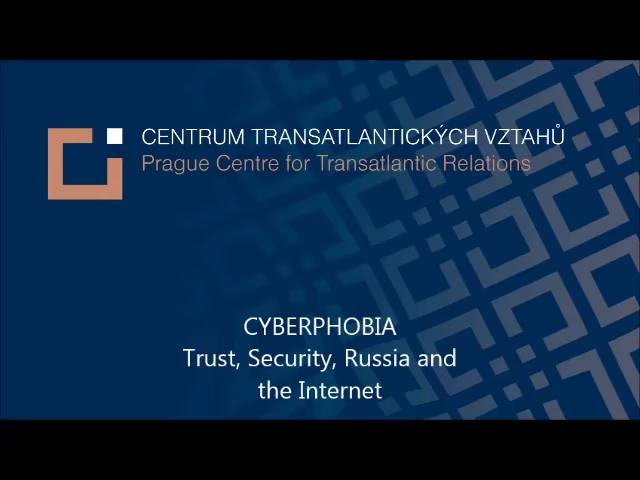 CENTRUM TRANSATLANTICKÝCH VZTAHŮ
Prague Centre for Transatlantic Relations
CYBERPHOBIA
Trust, Security, Russia and
the Internet